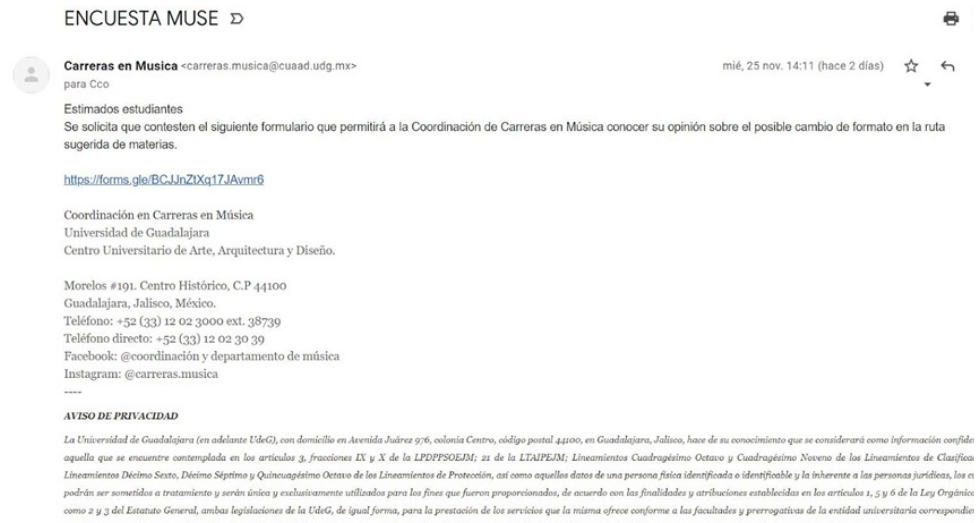 ENCUESTA MUSE
Carreras en Musica <carreras.musica@cuaad.udg.mx>
mié, 25 nov. 14:11 (hace 2 días)
para Cco
Estimados estudiantes
Se solicita que contesten el siguiente formulario que permitirá a la Coordinación de Carreras en Música conocer su opinión sobre el posible cambio de formato en la ruta
sugerida de materias.
https://forms.gle/BCJJnZtXq17JAvmr6
Coordinación en Carreras en Música
Universidad de Guadalajara
Centro Universitario de Arte, Arquitectura y Diseño.
Morelos #191. Centro Histórico, C.P 44100
Guadalajara, Jalisco, México.
Teléfono: +52 (33) 12 02 3000 ext. 38739
Teléfono directo: +52 (33) 12 02 30 39
Facebook: @coordinación y departamento de música
Instagram: @carreras.musica
----
AVISO DE PRIVACIDAD
La Universidad de Guadalajara (en adelante UdeG), con domicilio en Avenida Juárez 976, colonia Centro, código postal 44100, en Guadalajara, Jalisco, hace de su conocimiento que se considerará como información
aquella que se encuentre contemplada en los artículos 3, fracciones IX y X de la LPDPPSOEJM; 21 de la LTAIPEJM; Lineamientos Cuadragésimo Octavo y Cuadragésimo Noveno de los Lineamientos de
Lineamientos Décimo Sexto, Décimo Séptimo y Quincuagésimo Octavo de los Lineamientos de Protección, así como aquellos datos de una persona física identificada o identificable y la inherente a las personas jurídicas, los
podrán ser sometidos a tratamiento y serán única y exclusivamente utilizados para los fines que fueron proporcionados, de acuerdo con las finalidades y atribuciones establecidas en los artículos 1, 5 y 6 de la Ley
como 2 y 3 del Estatuto General, ambas legislaciones de la UdeG, de igual forma, para la prestación de los servicios que la misma ofrece conforme a las facultades y prerrogativas de la entidad universitaria